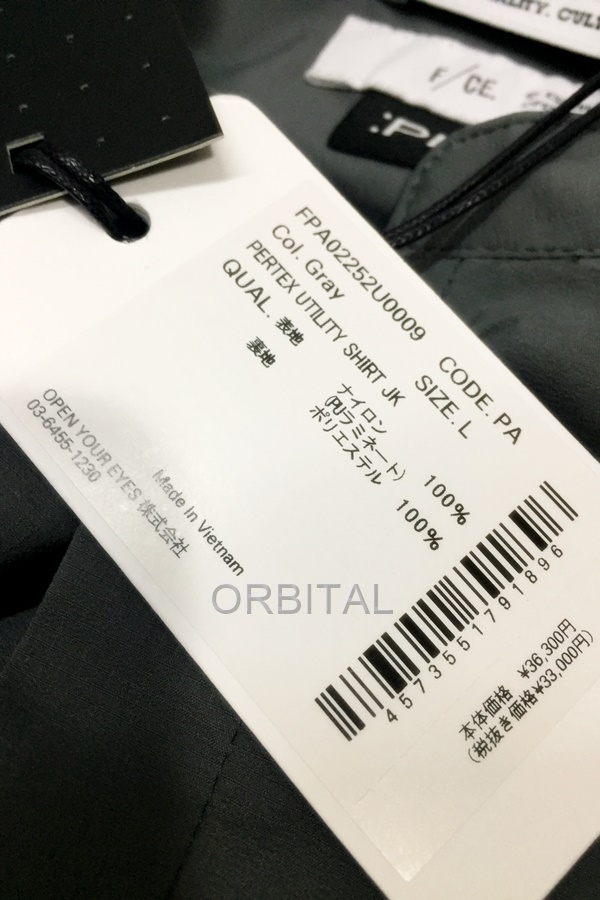 ALITY. CUL
F/CE.
:PI
FPA02252U0009 CODE. PA
Col. Gray SIZE. L
PERTEX UTILITY SHIRT JK
QUAL. 表地 ナイロン 100%
(PUラミネート)
裏地 ポリエステル 100%
Made In Vietnam
OPEN YOUR EYES 株式会社
03-6455-1230
4573551791896
本体価格 ¥36,300円
(税抜き価格¥33,000円)
ORBITAL